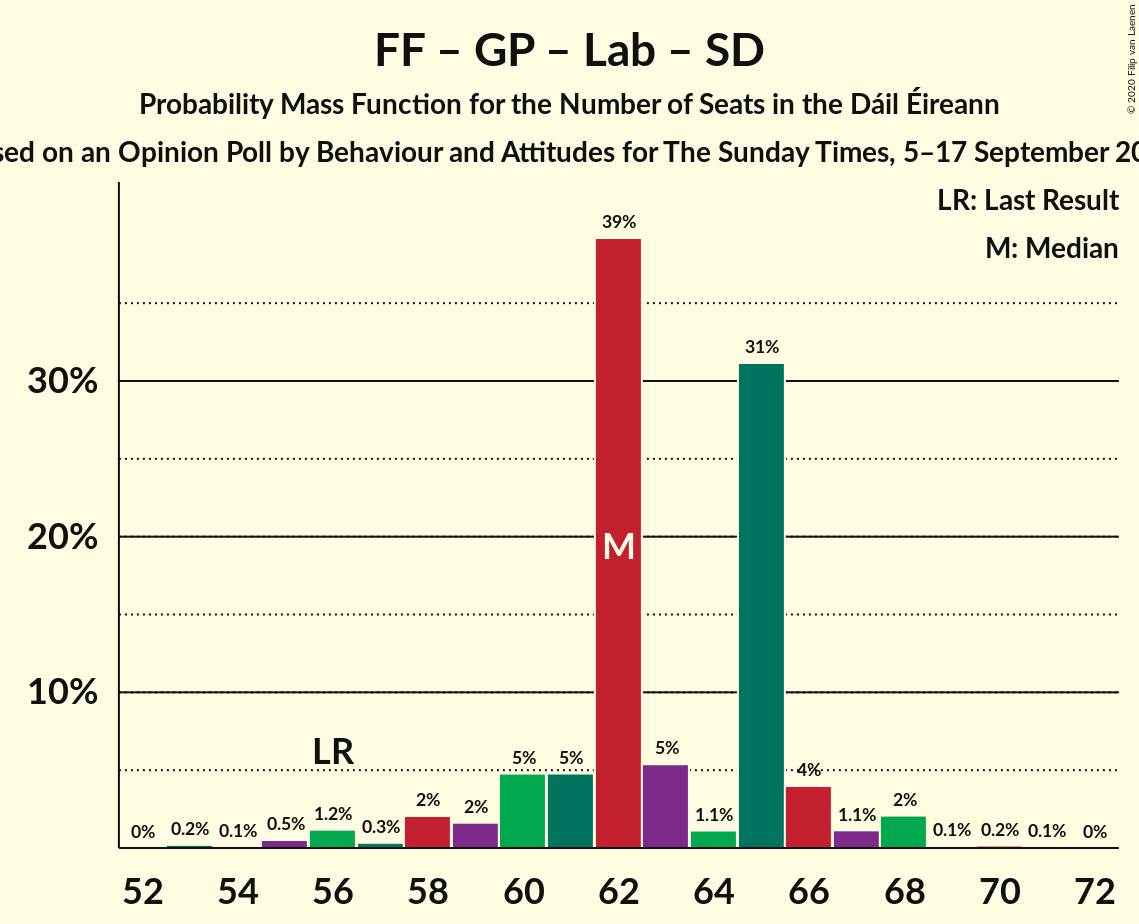 FF – GP – Lab – SD
Probability Mass Function for the Number of Seats in the Dáil Éireann
on an Opinion Poll by Behaviour and Attitudes for The Sunday Times, 5–17 September
© 2020 Filip van Laenen
LR: Last Result
M: Median
39%
31%
30%
20%
M
10%
LR
0%
0.2%
0.1%
0.5%
1.2%
0.3%
2%
2%
5%
5%
5%
1.1%
4%
1.1%
2%
0.1%
0.2%
0.1%
0%
52 54 56 58 60 62 64 66 68 70 72